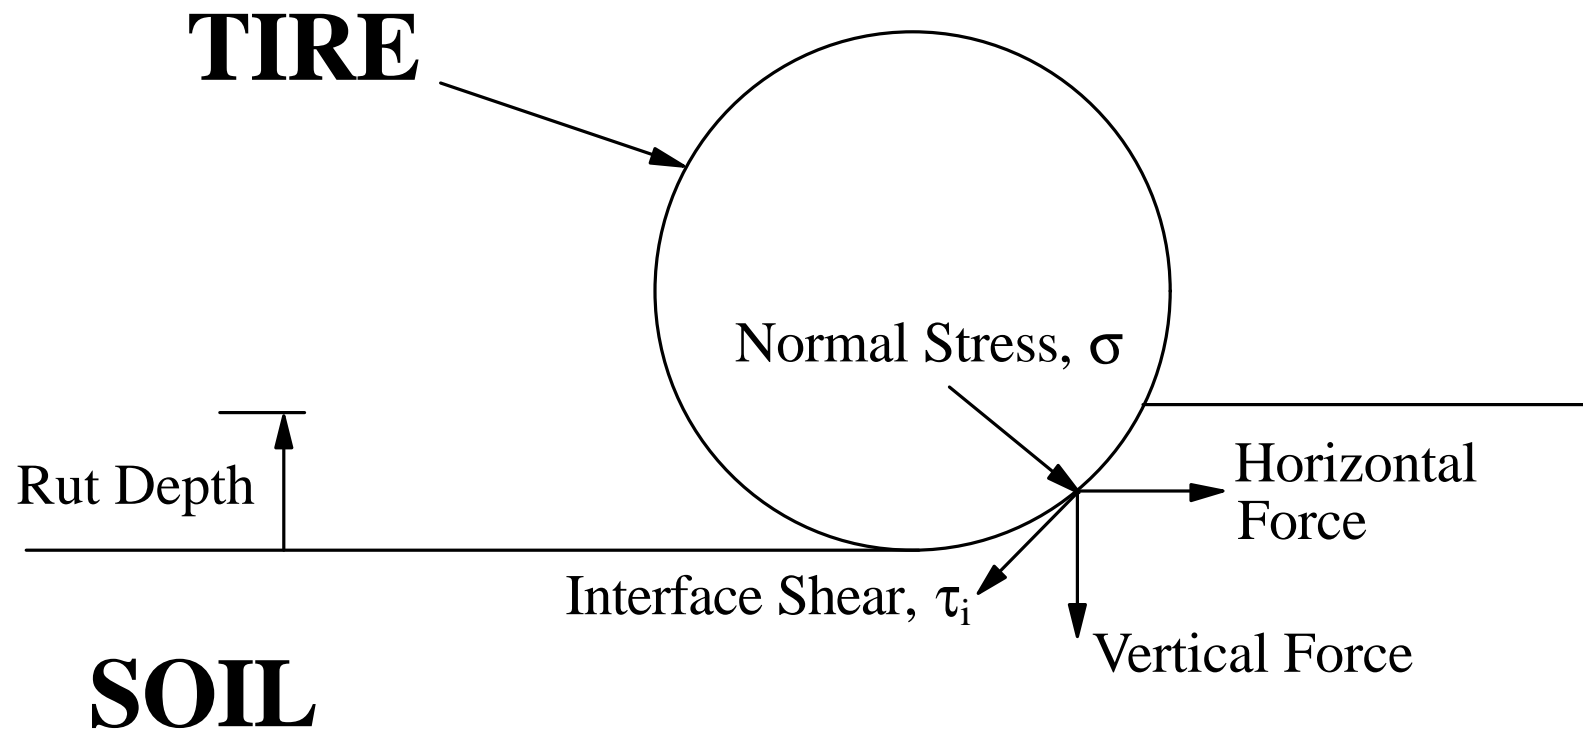 TIRE
Normal Stress, σ
Rut Depth
Horizontal
Force
Interface Shear, τi
Vertical Force
SOIL